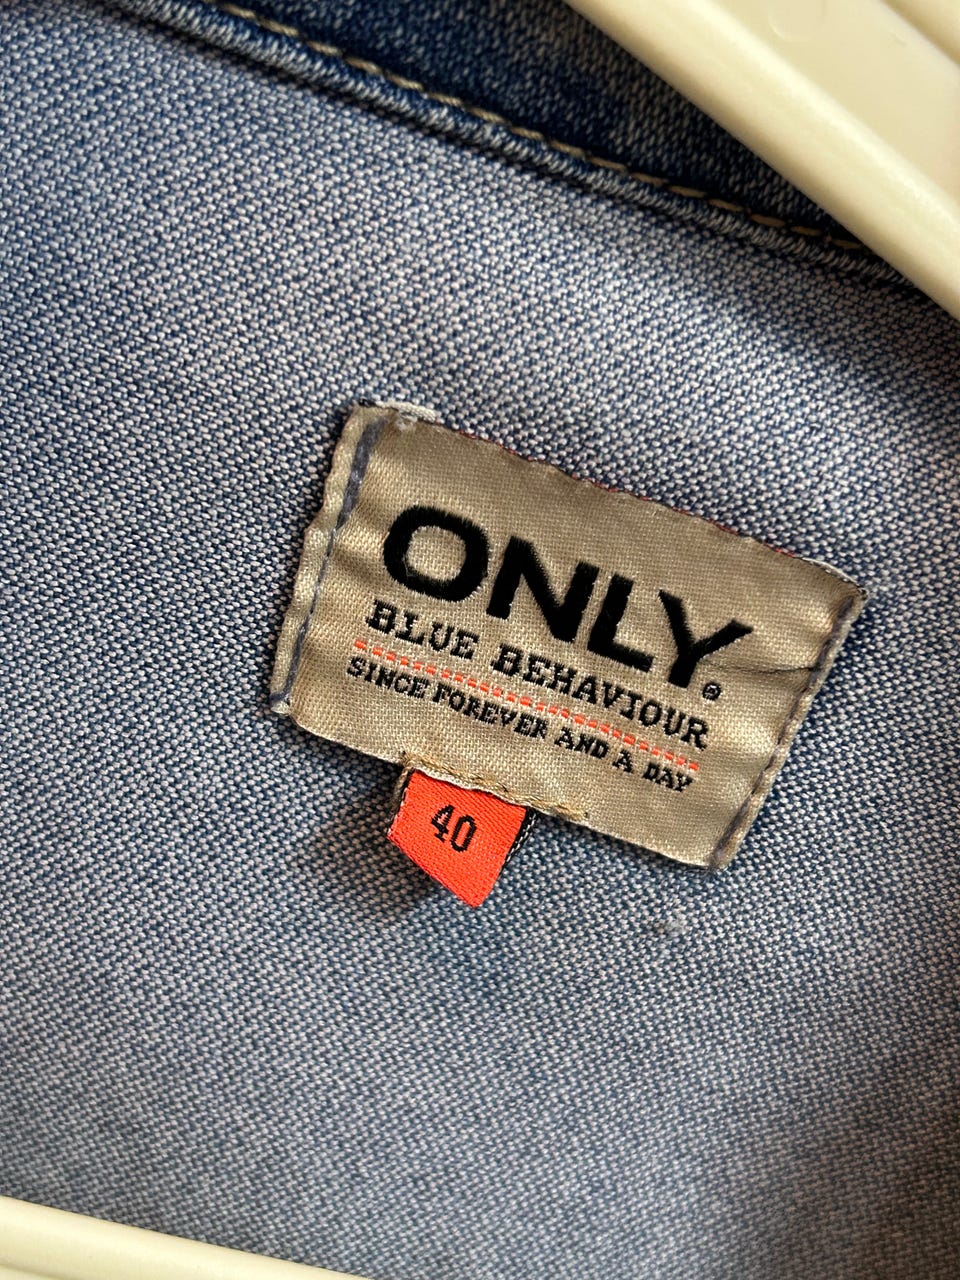 ONLY®
BLUE BEHAVIOUR
SINCE FOREVER AND A DAY
40